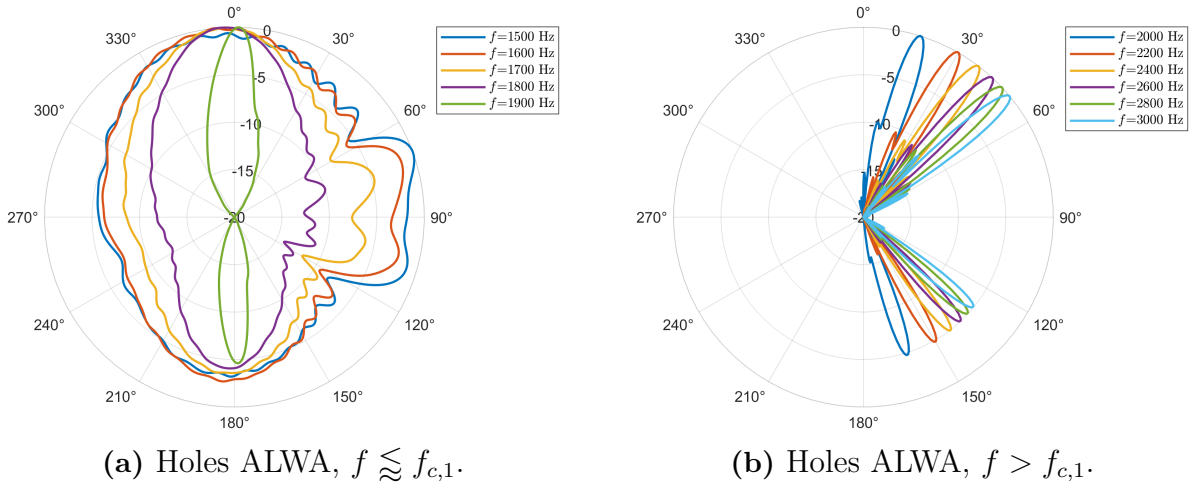 0°
30°
60°
90°
120°
150°
180°
210°
240°
270°
300°
330°
0
-5
-10
-15
-20
f=1500 Hz
f=1600 Hz
f=1700 Hz
f=1800 Hz
f=1900 Hz
(a) Holes ALWA, f ⪅ f_{c,1}.
0°
30°
60°
90°
120°
150°
180°
210°
240°
270°
300°
330°
0
-5
-10
-15
-20
f=2000 Hz
f=2200 Hz
f=2400 Hz
f=2600 Hz
f=2800 Hz
f=3000 Hz
(b) Holes ALWA, f > f_{c,1}.